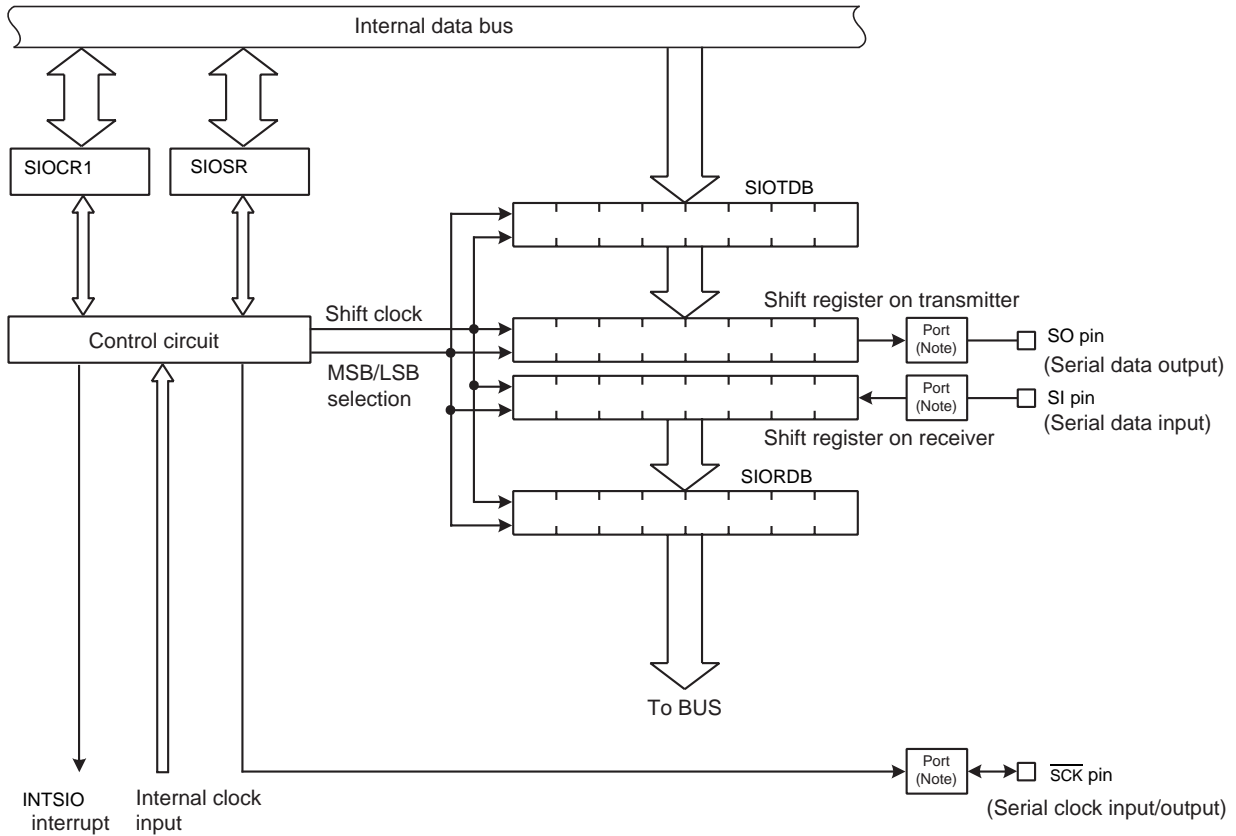 Internal data bus
SIOCR1
SIOSR
SIOTDB
Shift register on transmitter
Shift clock
Control circuit
MSB/LSB
selection
Port
(Note)
SO pin
(Serial data output)
Port
(Note)
SI pin
(Serial data input)
Shift register on receiver
SIORDB
To BUS
Port
(Note)
S̅C̅K̅ pin
(Serial clock input/output)
INTSIO
interrupt
Internal clock
input